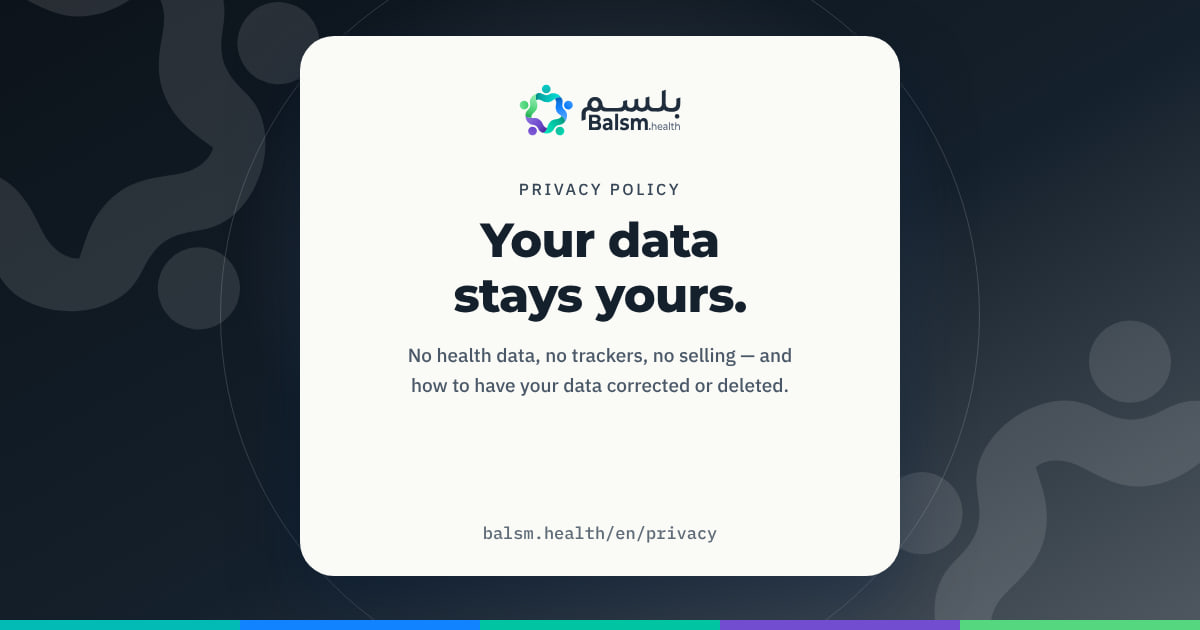 بلسم
Balsm.health
PRIVACY POLICY
Your data
stays yours.
No health data, no trackers, no selling — and
how to have your data corrected or deleted.
balsm.health/en/privacy